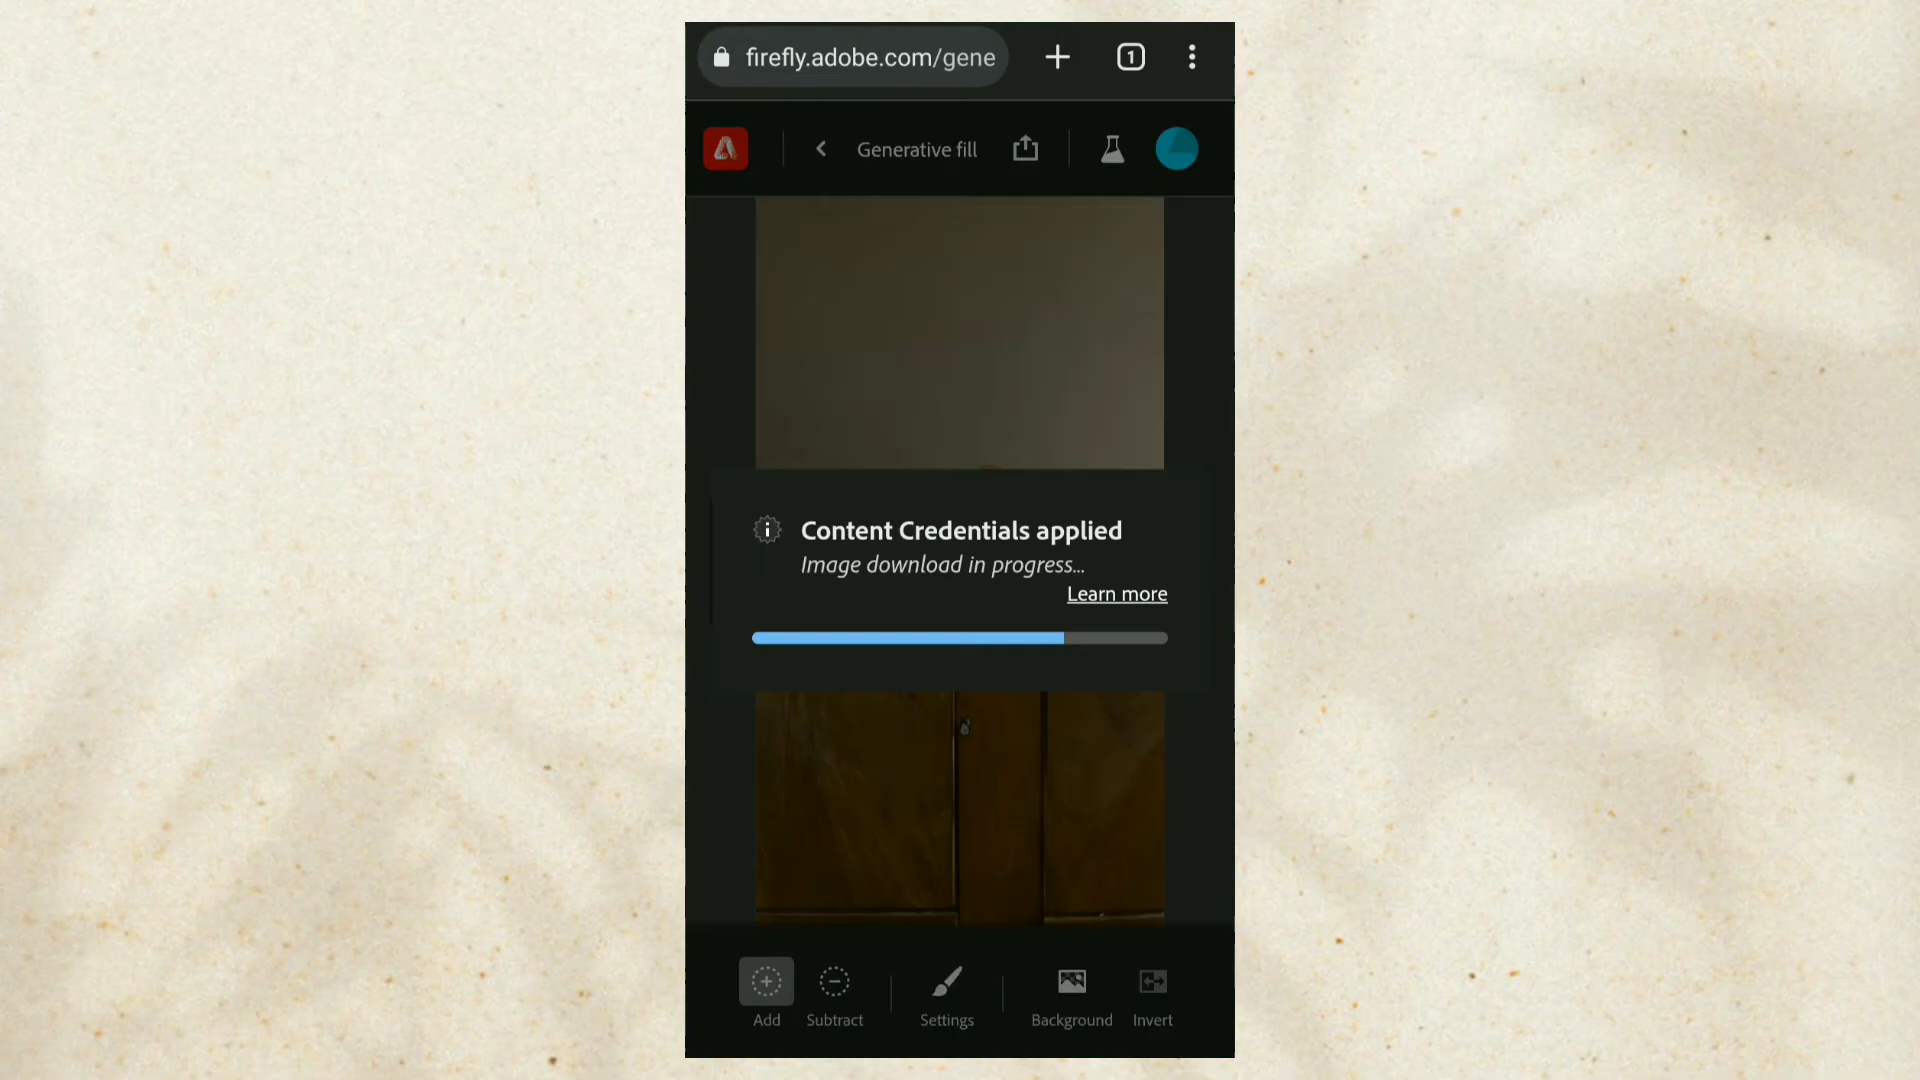 firefly.adobe.com/gene
1
Generative fill
Content Credentials applied
Image download in progress...
Learn more
Add
Subtract
Settings
Background
Invert